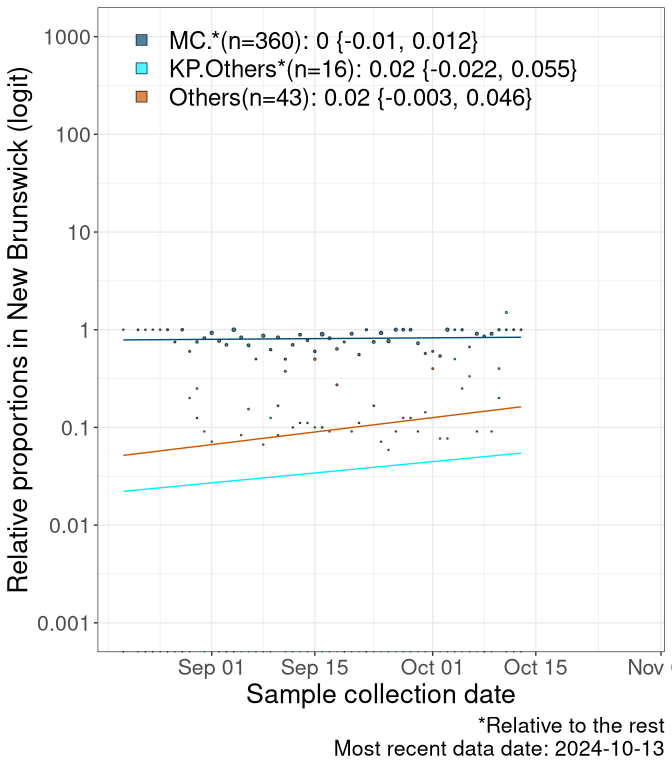 Relative proportions in New Brunswick (logit)
MC.*(n=360): 0 {-0.01, 0.012}
KP.Others*(n=16): 0.02 {-0.022, 0.055}
Others(n=43): 0.02 {-0.003, 0.046}
1000
100
10
1
0.1
0.01
0.001
Sep 01 Sep 15 Oct 01 Oct 15 Nov
Sample collection date
*Relative to the rest
Most recent data date: 2024-10-13